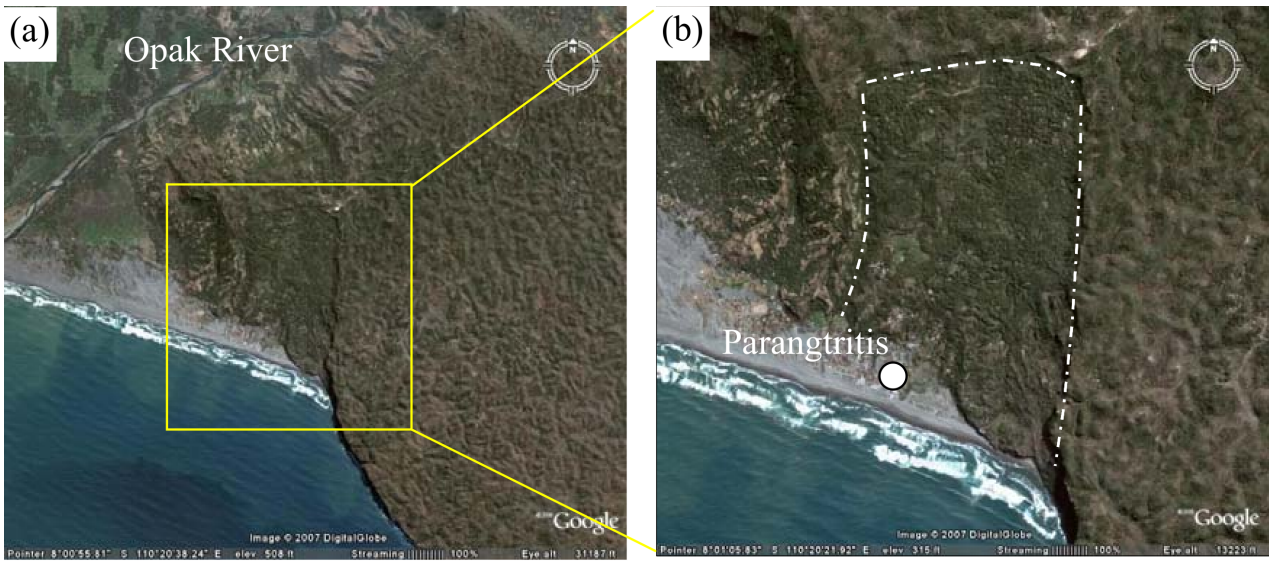 (a)
Opak River
N
Image © 2007 DigitalGlobe
Google
Pointer 8°00'55.81" S 110°20'38.24" E elev 508 ft Streaming |||||||||| 100% Eye alt 31187 ft
(b)
N
Parangtritis
Image © 2007 DigitalGlobe
Google
Pointer 8°01'05.83" S 110°20'21.92" E elev 315 ft Streaming |||||||||| 100% Eye alt 13223 ft